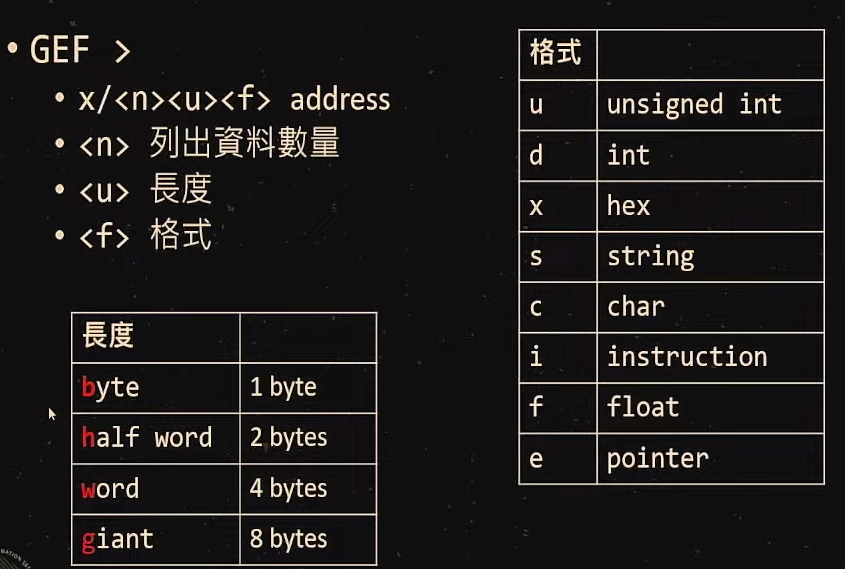 • GEF >
• x/<n><u><f> address
• <n> 列出資料數量
• <u> 長度
• <f> 格式
長度
byte 1 byte
half word 2 bytes
word 4 bytes
giant 8 bytes
格式
u unsigned int
d int
x hex
s string
c char
i instruction
f float
e pointer